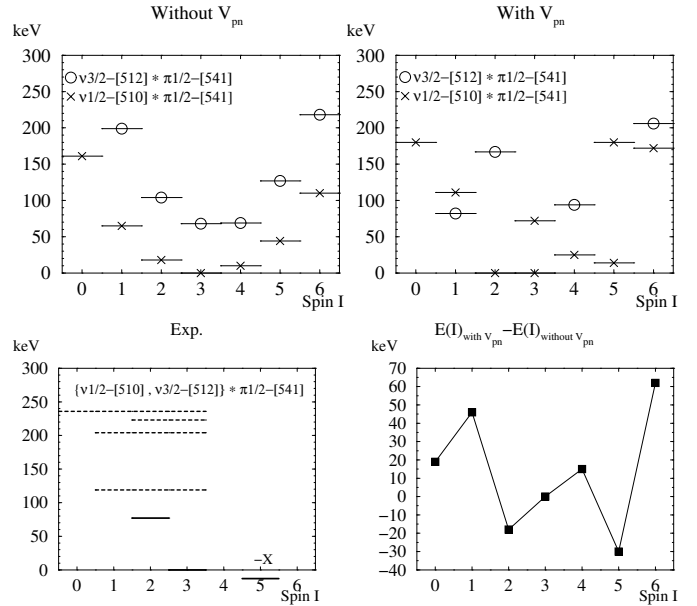 Without V_pn
keV
300
250
200
150
100
50
0
○ν3/2−[512] * π1/2−[541]
×ν1/2−[510] * π1/2−[541]
0 1 2 3 4 5 6
Spin I
With V_pn
keV
300
250
200
150
100
50
0
○ν3/2−[512] * π1/2−[541]
×ν1/2−[510] * π1/2−[541]
0 1 2 3 4 5 6
Spin I
Exp.
keV
300
250
200
150
100
50
0
{ν1/2−[510] , ν3/2−[512]} * π1/2−[541]
−X
0 1 2 3 4 5 6
Spin I
E(I)_with V_pn −E(I)_without V_pn
keV
70
60
50
40
30
20
10
0
−10
−20
−30
−40
0 1 2 3 4 5 6
Spin I